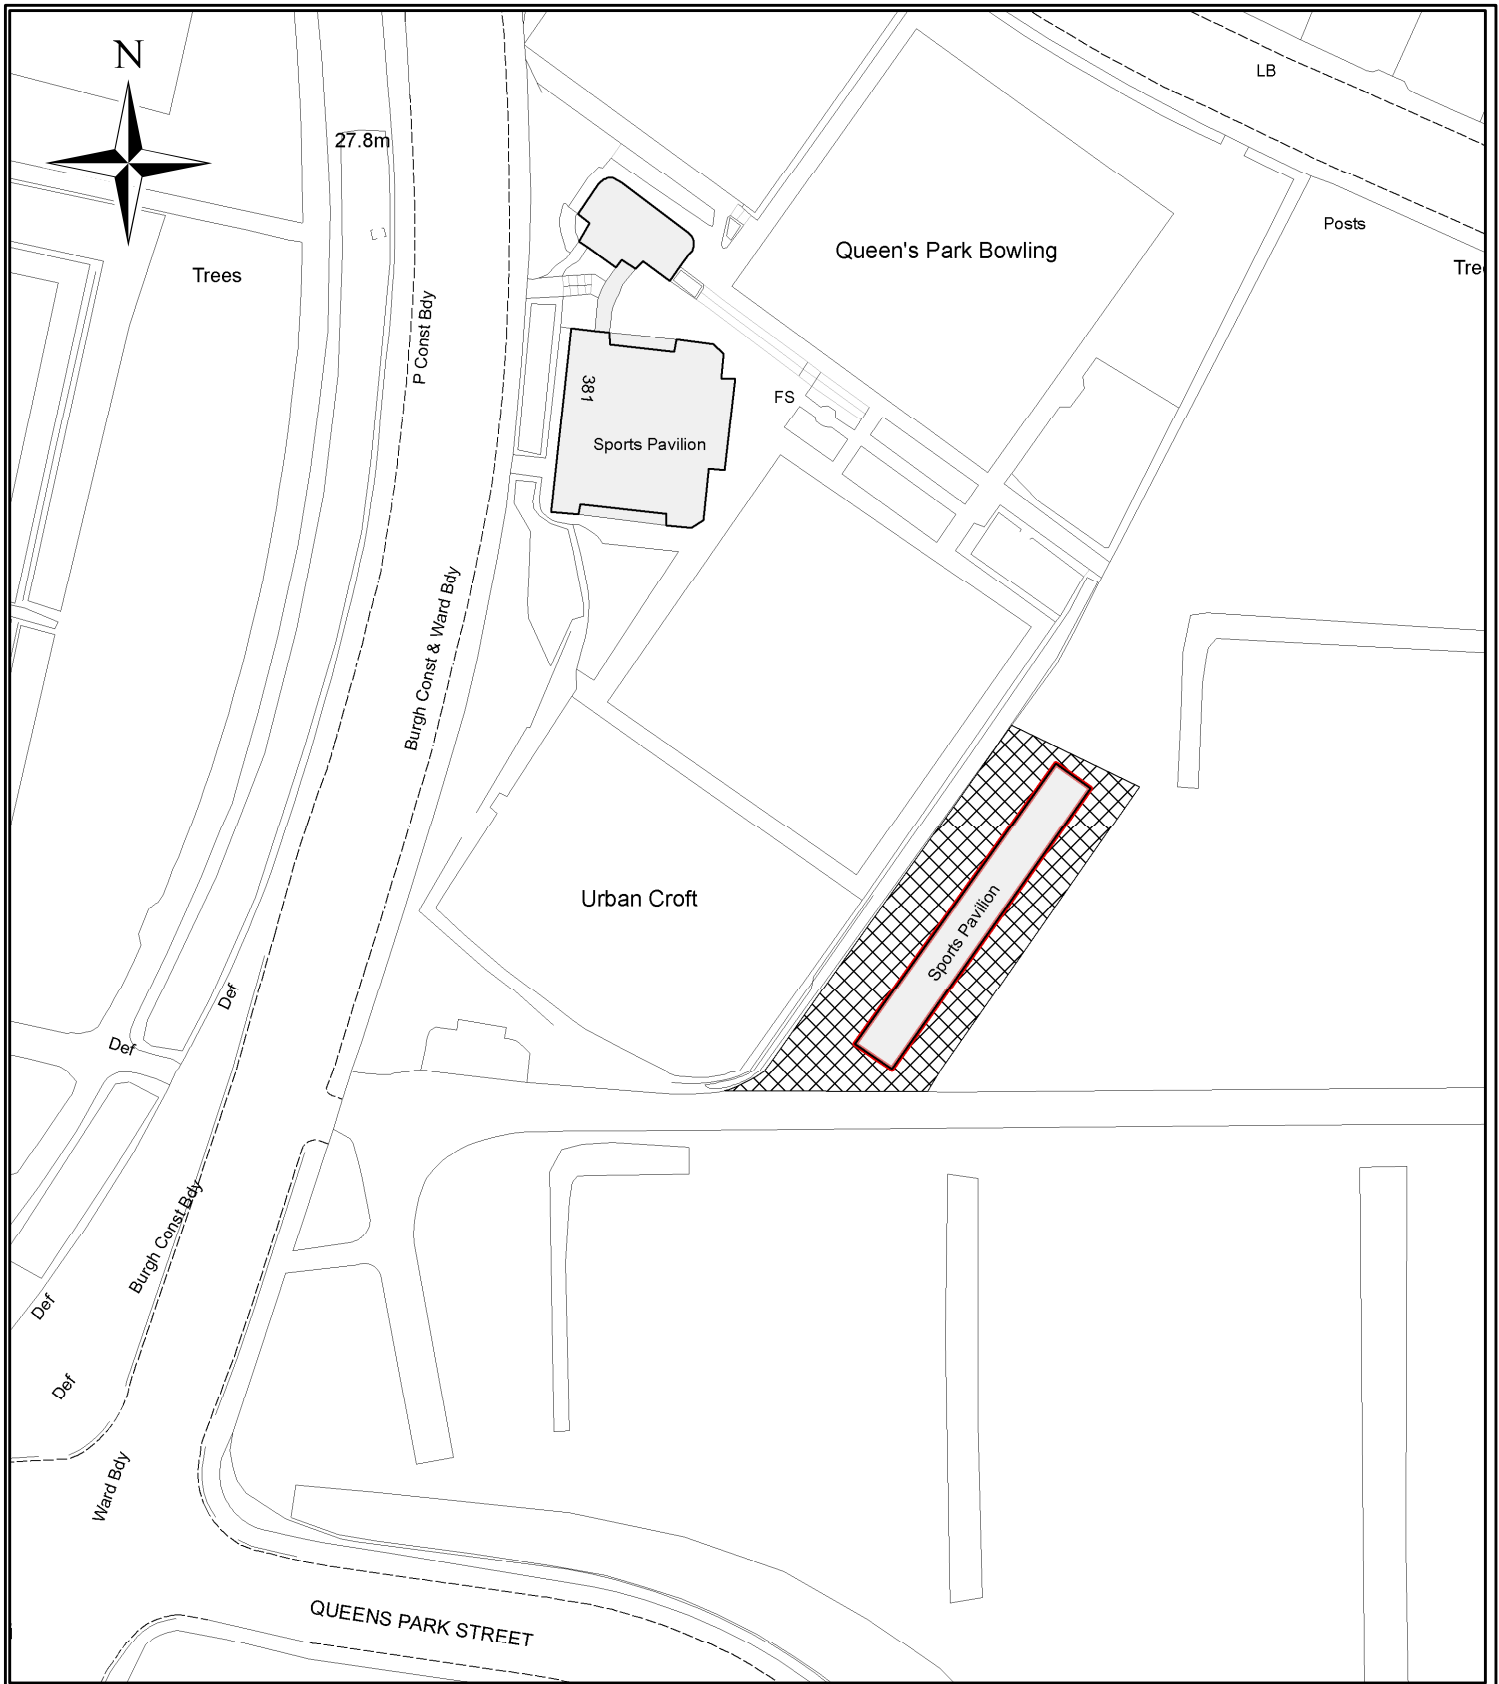 N
LB
27.8m
Posts
Queen's Park Bowling
Trees
P Const Bdy
381
FS
Sports Pavilion
Burgh Const & Ward Bdy
Urban Croft
Sports Pavilion
Def
Def
Burgh Const Bdy
Def
Def
Ward Bdy
QUEENS PARK STREET